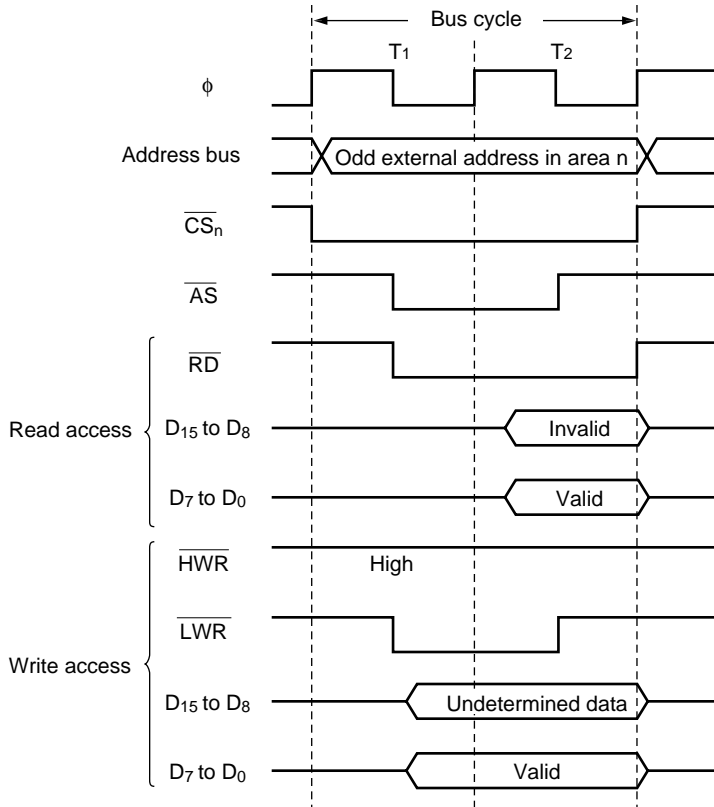 Bus cycle
T1 T2
ϕ
Address bus Odd external address in area n
CSn
AS
RD
Read access D15 to D8 Invalid
D7 to D0 Valid
HWR High
LWR
Write access
D15 to D8 Undetermined data
D7 to D0 Valid